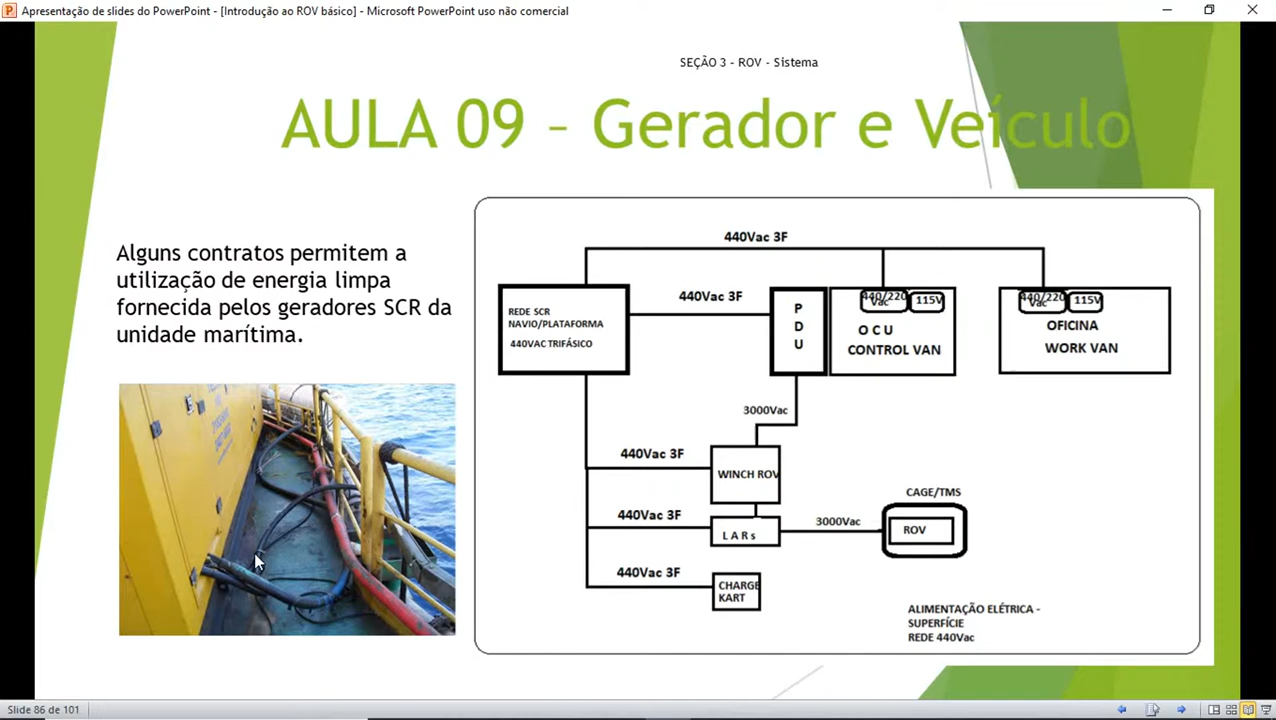 Apresentação de slides do PowerPoint - [Introdução ao ROV básico] - Microsoft PowerPoint uso não comercial
SEÇÃO 3 - ROV - Sistema
AULA 09 - Gerador e Veículo
Alguns contratos permitem a
utilização de energia limpa
fornecida pelos geradores SCR da
unidade marítima.
440Vac 3F
440Vac 3F
REDE SCR
NAVIO/PLATAFORMA
440VAC TRIFÁSICO
P
D
U
440/220
Vac
115V
O C U
CONTROL VAN
440/220
Vac
115V
OFICINA
WORK VAN
3000Vac
440Vac 3F
WINCH ROV
440Vac 3F
L A R s
3000Vac
CAGE/TMS
ROV
440Vac 3F
CHARGE
KART
ALIMENTAÇÃO ELÉTRICA -
SUPERFÍCIE
REDE 440Vac
Slide 86 de 101